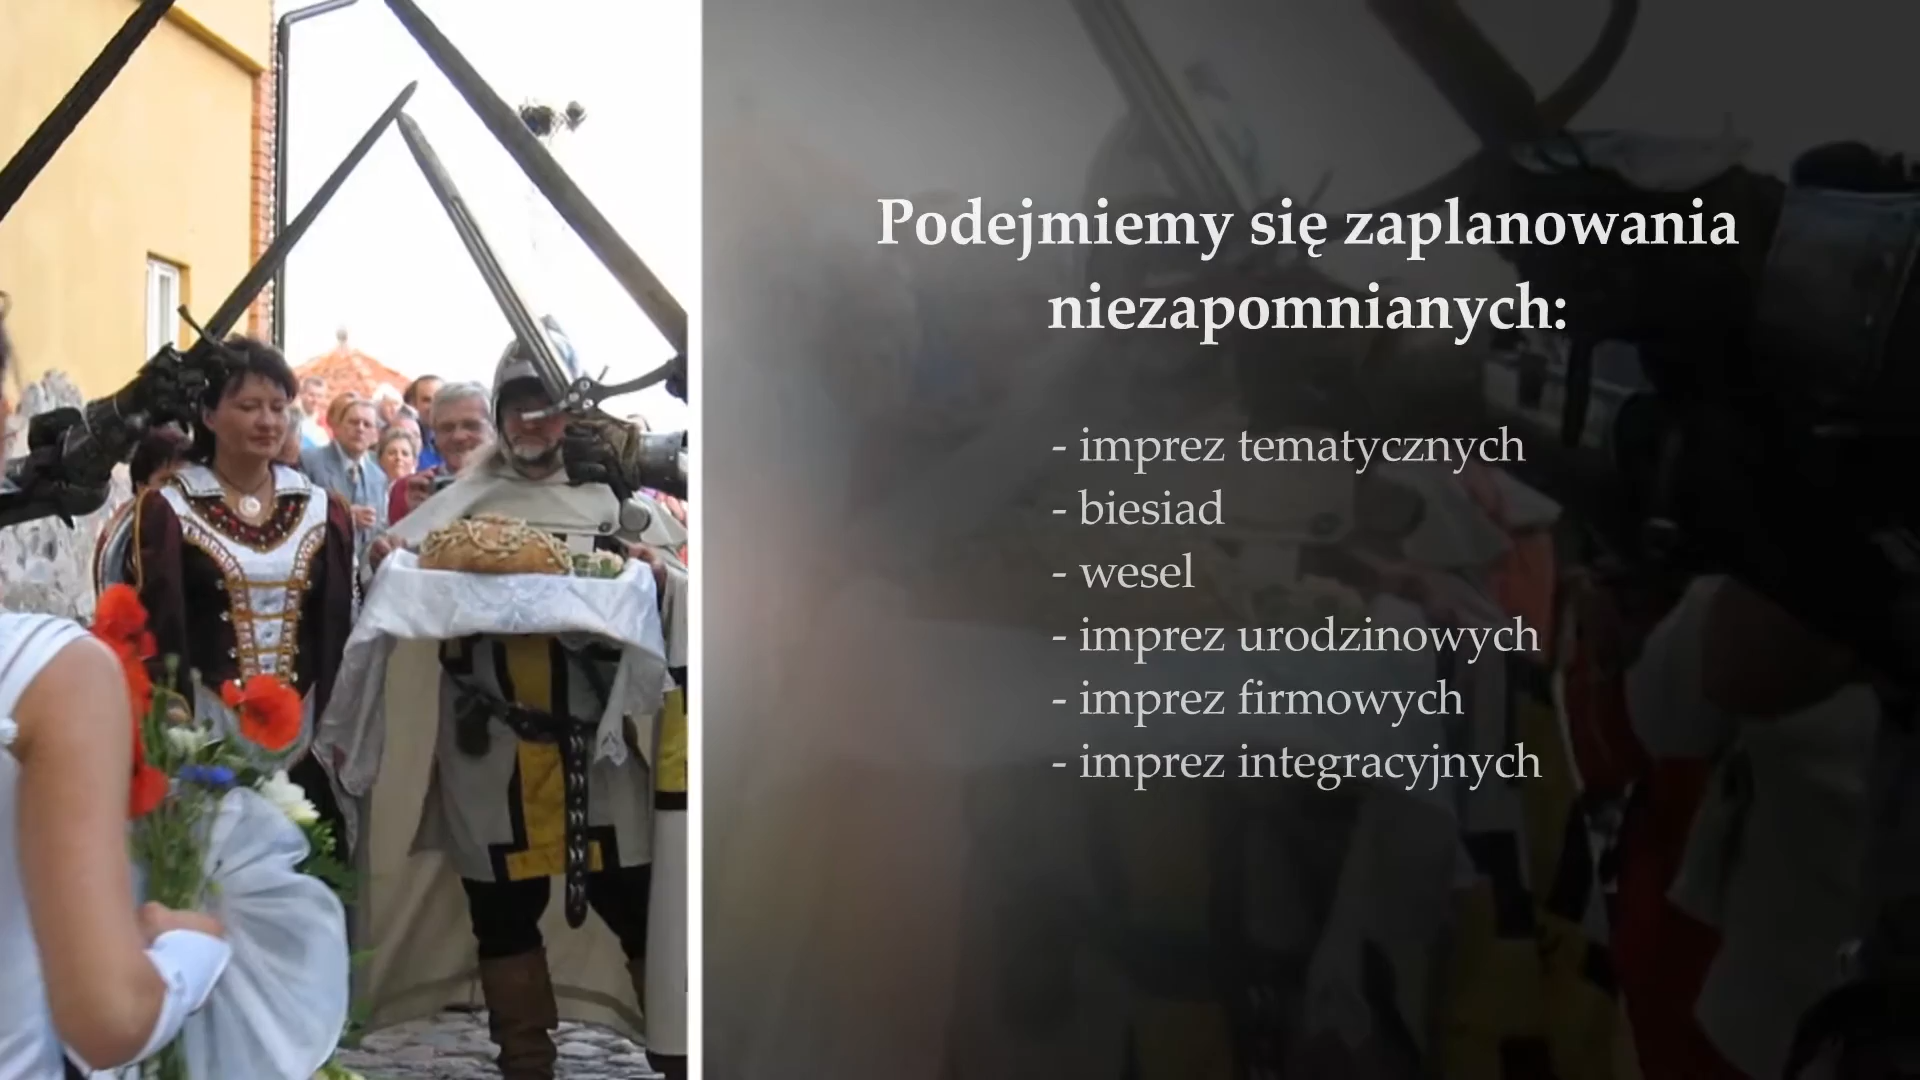 Podejmiemy się zaplanowania
niezapomnianych:
- imprez tematycznych
- biesiad
- wesel
- imprez urodzinowych
- imprez firmowych
- imprez integracyjnych